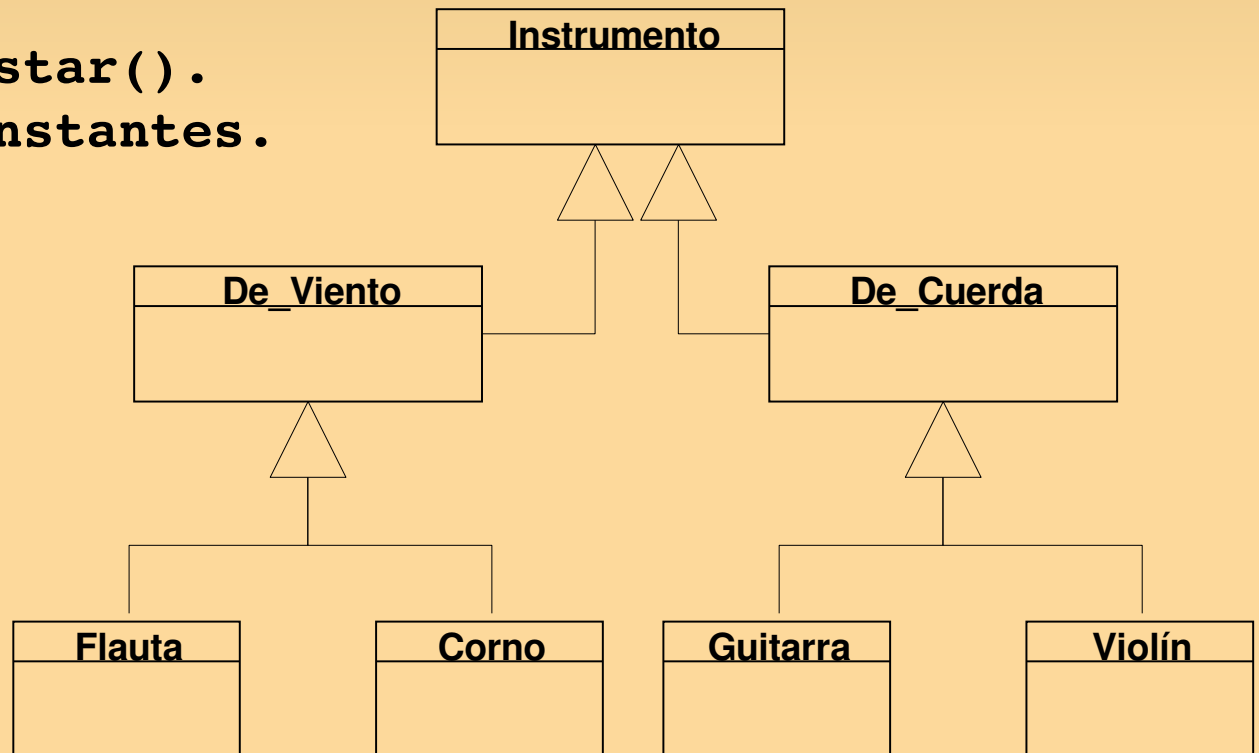 star().
nstantes.
Instrumento
De_Viento
De_Cuerda
Flauta
Corno
Guitarra
Violín